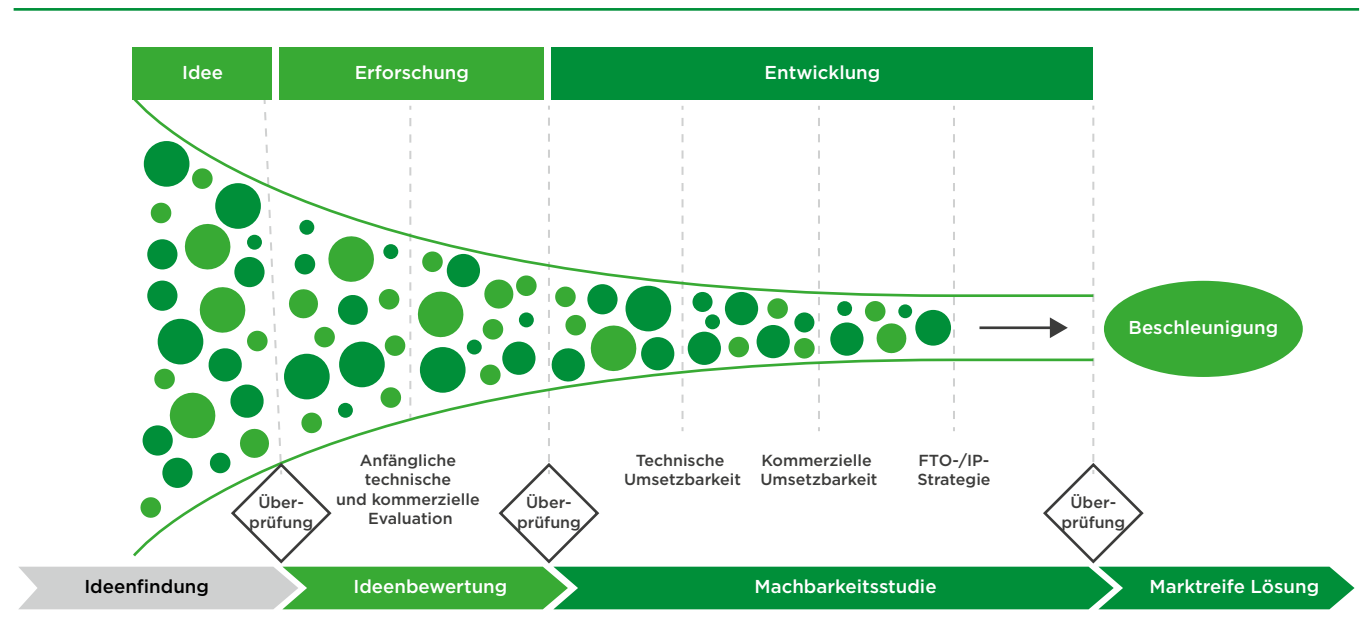 Idee
Erforschung
Entwicklung
Beschleunigung
Über-
prüfung
Anfängliche
technische
und kommerzielle
Evaluation
Über-
prüfung
Technische
Umsetzbarkeit
Kommerzielle
Umsetzbarkeit
FTO-/IP-
Strategie
Über-
prüfung
Ideenfindung
Ideenbewertung
Machbarkeitsstudie
Marktreife Lösung